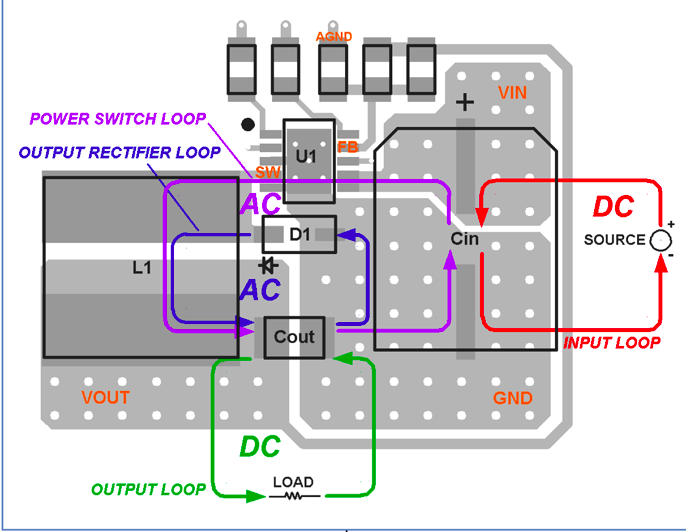 AGND
VIN
+
POWER SWITCH LOOP
OUTPUT RECTIFIER LOOP
U1
FB
SW
AC
DC
D1
Cin
SOURCE
+
-
L1
AC
Cout
INPUT LOOP
VOUT
GND
DC
OUTPUT LOOP
LOAD